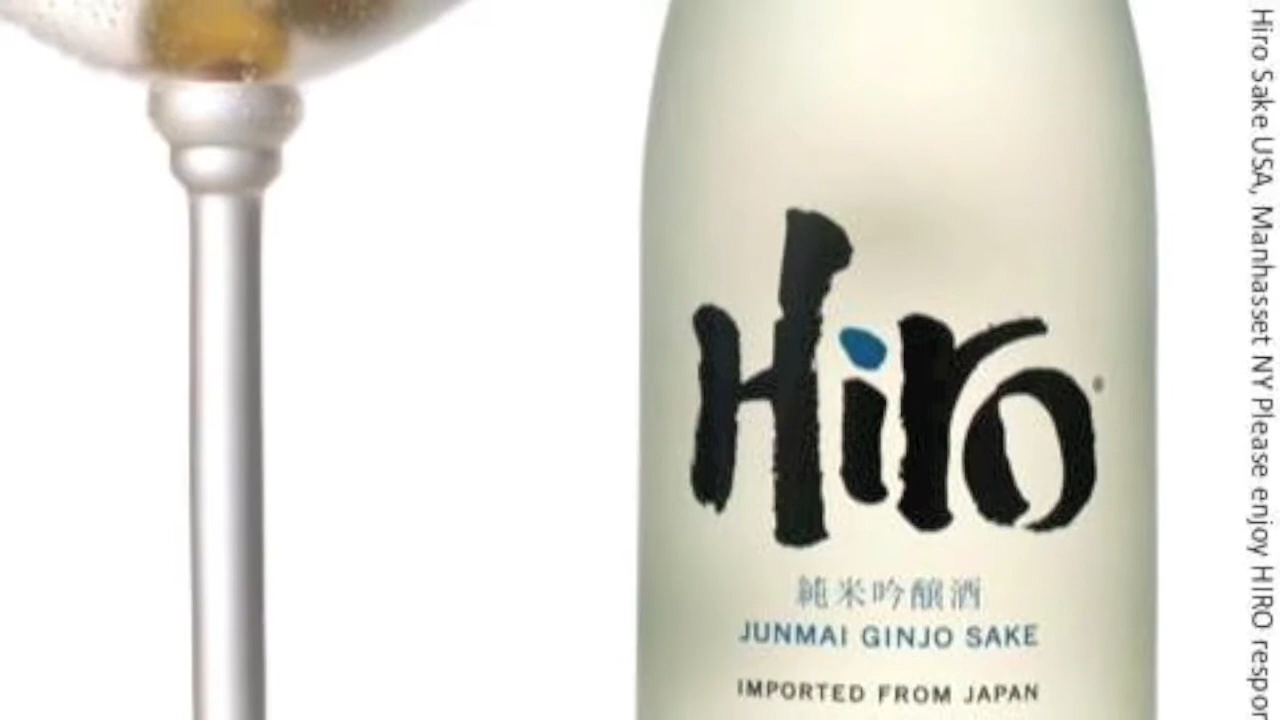 Hiro
純米吟醸酒
JUNMAI GINJO SAKE
IMPORTED FROM JAPAN
Hiro Sake USA, Manhasset NY Please enjoy HIRO